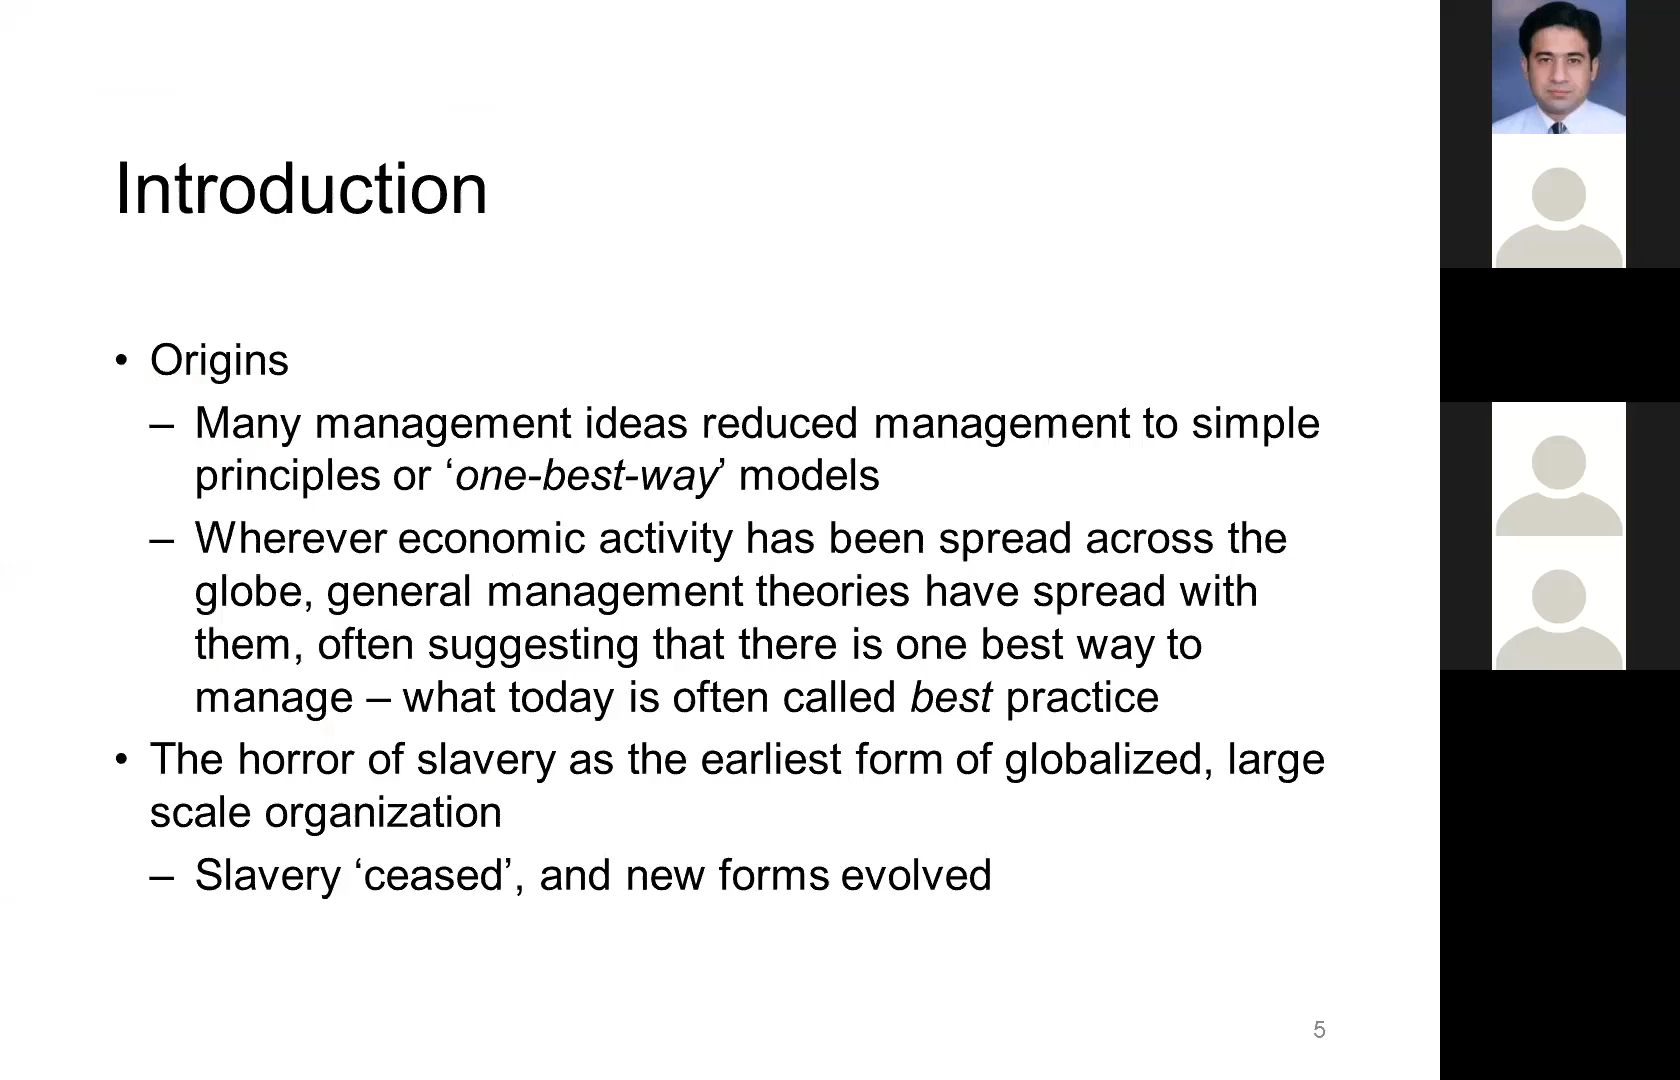 Introduction
• Origins
– Many management ideas reduced management to simple
principles or ‘one-best-way’ models
– Wherever economic activity has been spread across the
globe, general management theories have spread with
them, often suggesting that there is one best way to
manage – what today is often called best practice
• The horror of slavery as the earliest form of globalized, large
scale organization
– Slavery ‘ceased’, and new forms evolved
5